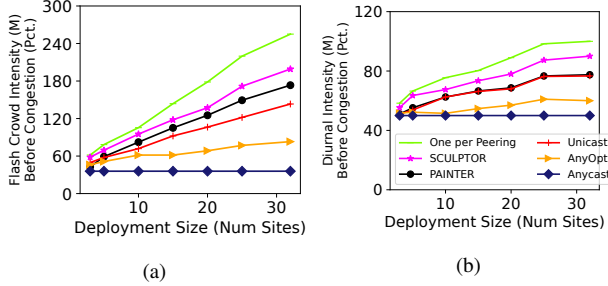 Flash Crowd Intensity (M)
Before Congestion (Pct.)
300
240
180
120
60
0
10
20
30
Deployment Size (Num Sites)
(a)
Diurnal Intensity (M)
Before Congestion (Pct.)
120
80
40
0
One per Peering
SCULPTOR
PAINTER
Unicast
AnyOpt
Anycast
10
20
30
Deployment Size (Num Sites)
(b)